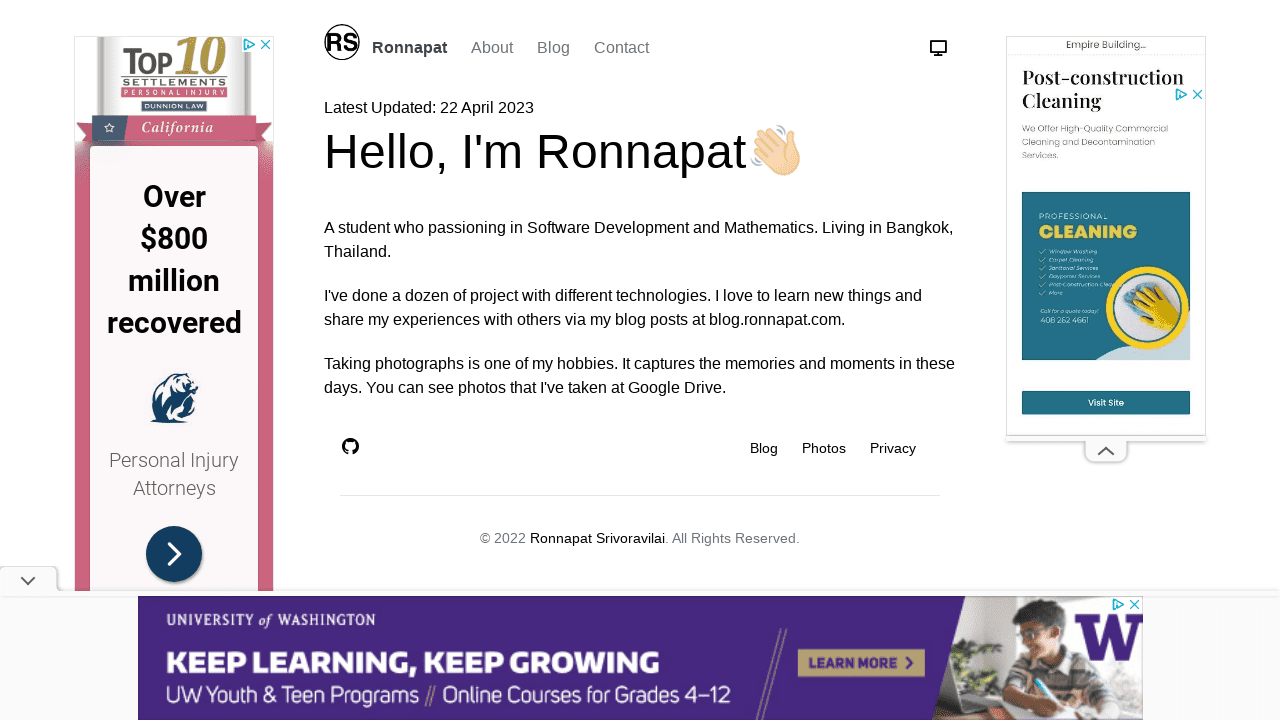 RS
Ronnapat
About
Blog
Contact
Latest Updated: 22 April 2023
Hello, I'm Ronnapat
A student who passioning in Software Development and Mathematics. Living in Bangkok,
Thailand.
I've done a dozen of project with different technologies. I love to learn new things and
share my experiences with others via my blog posts at blog.ronnapat.com.
Taking photographs is one of my hobbies. It captures the memories and moments in these
days. You can see photos that I've taken at Google Drive.
Blog
Photos
Privacy
© 2022 Ronnapat Srivoravilai. All Rights Reserved.
TOP 10
SETTLEMENTS
PERSONAL INJURY
DUNNION LAW
California
Over
$800
million
recovered
Personal Injury
Attorneys
Empire Building...
Post-construction
Cleaning
We Offer High-Quality Commercial
Cleaning and Decontamination
Services.
PROFESSIONAL
CLEANING
Window Washing
Carpet Cleaning
Janitorial Services
Dayporter Services
Post-Construction
More
Call for a quote today!
408 262 4661
Visit Site
UNIVERSITY of WASHINGTON
KEEP LEARNING, KEEP GROWING
UW Youth & Teen Programs // Online Courses for Grades 4–12
LEARN MORE
W